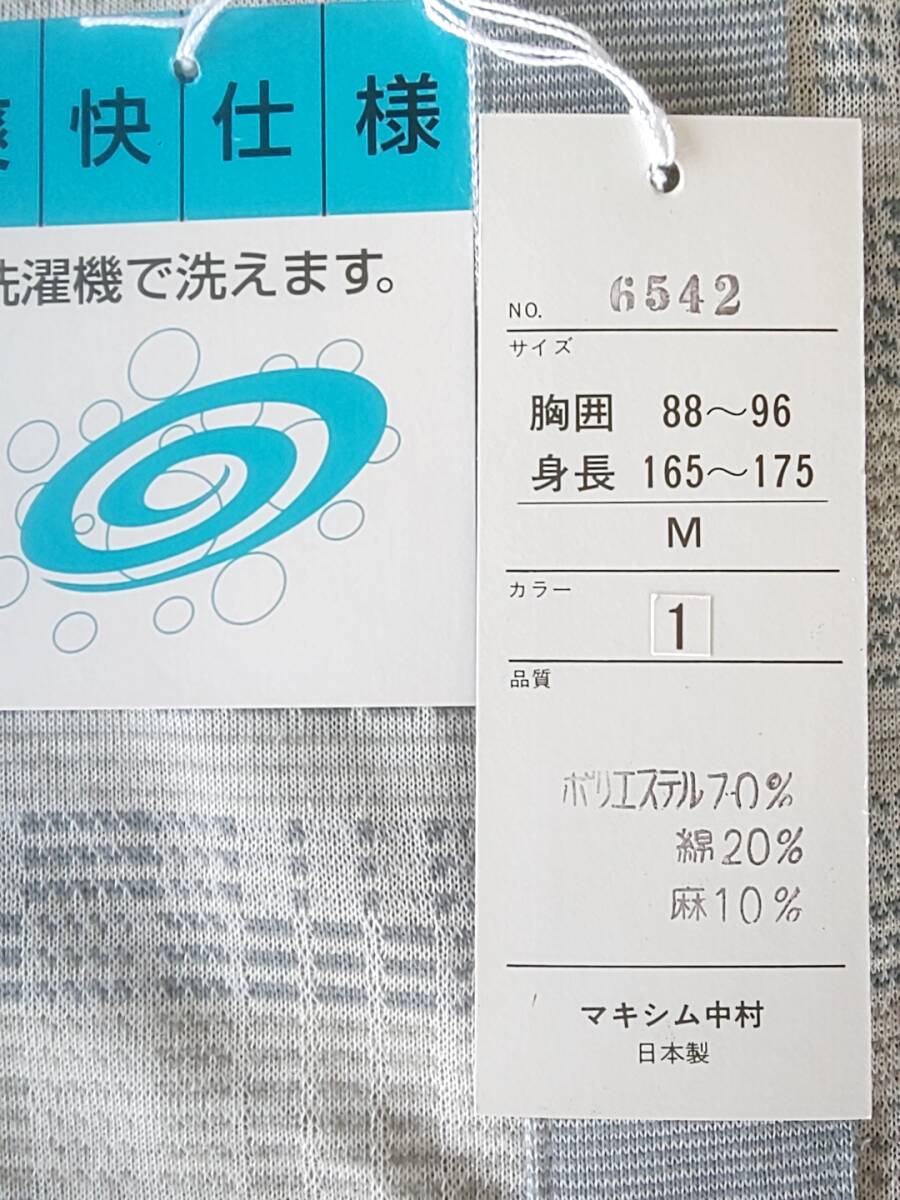 爽快仕様
洗濯機で洗えます。
NO. 6542
サイズ
胸囲 88～96
身長 165～175
M
カラー
1
品質
ポリエステル70%
綿20%
麻10%
マキシム中村
日本製